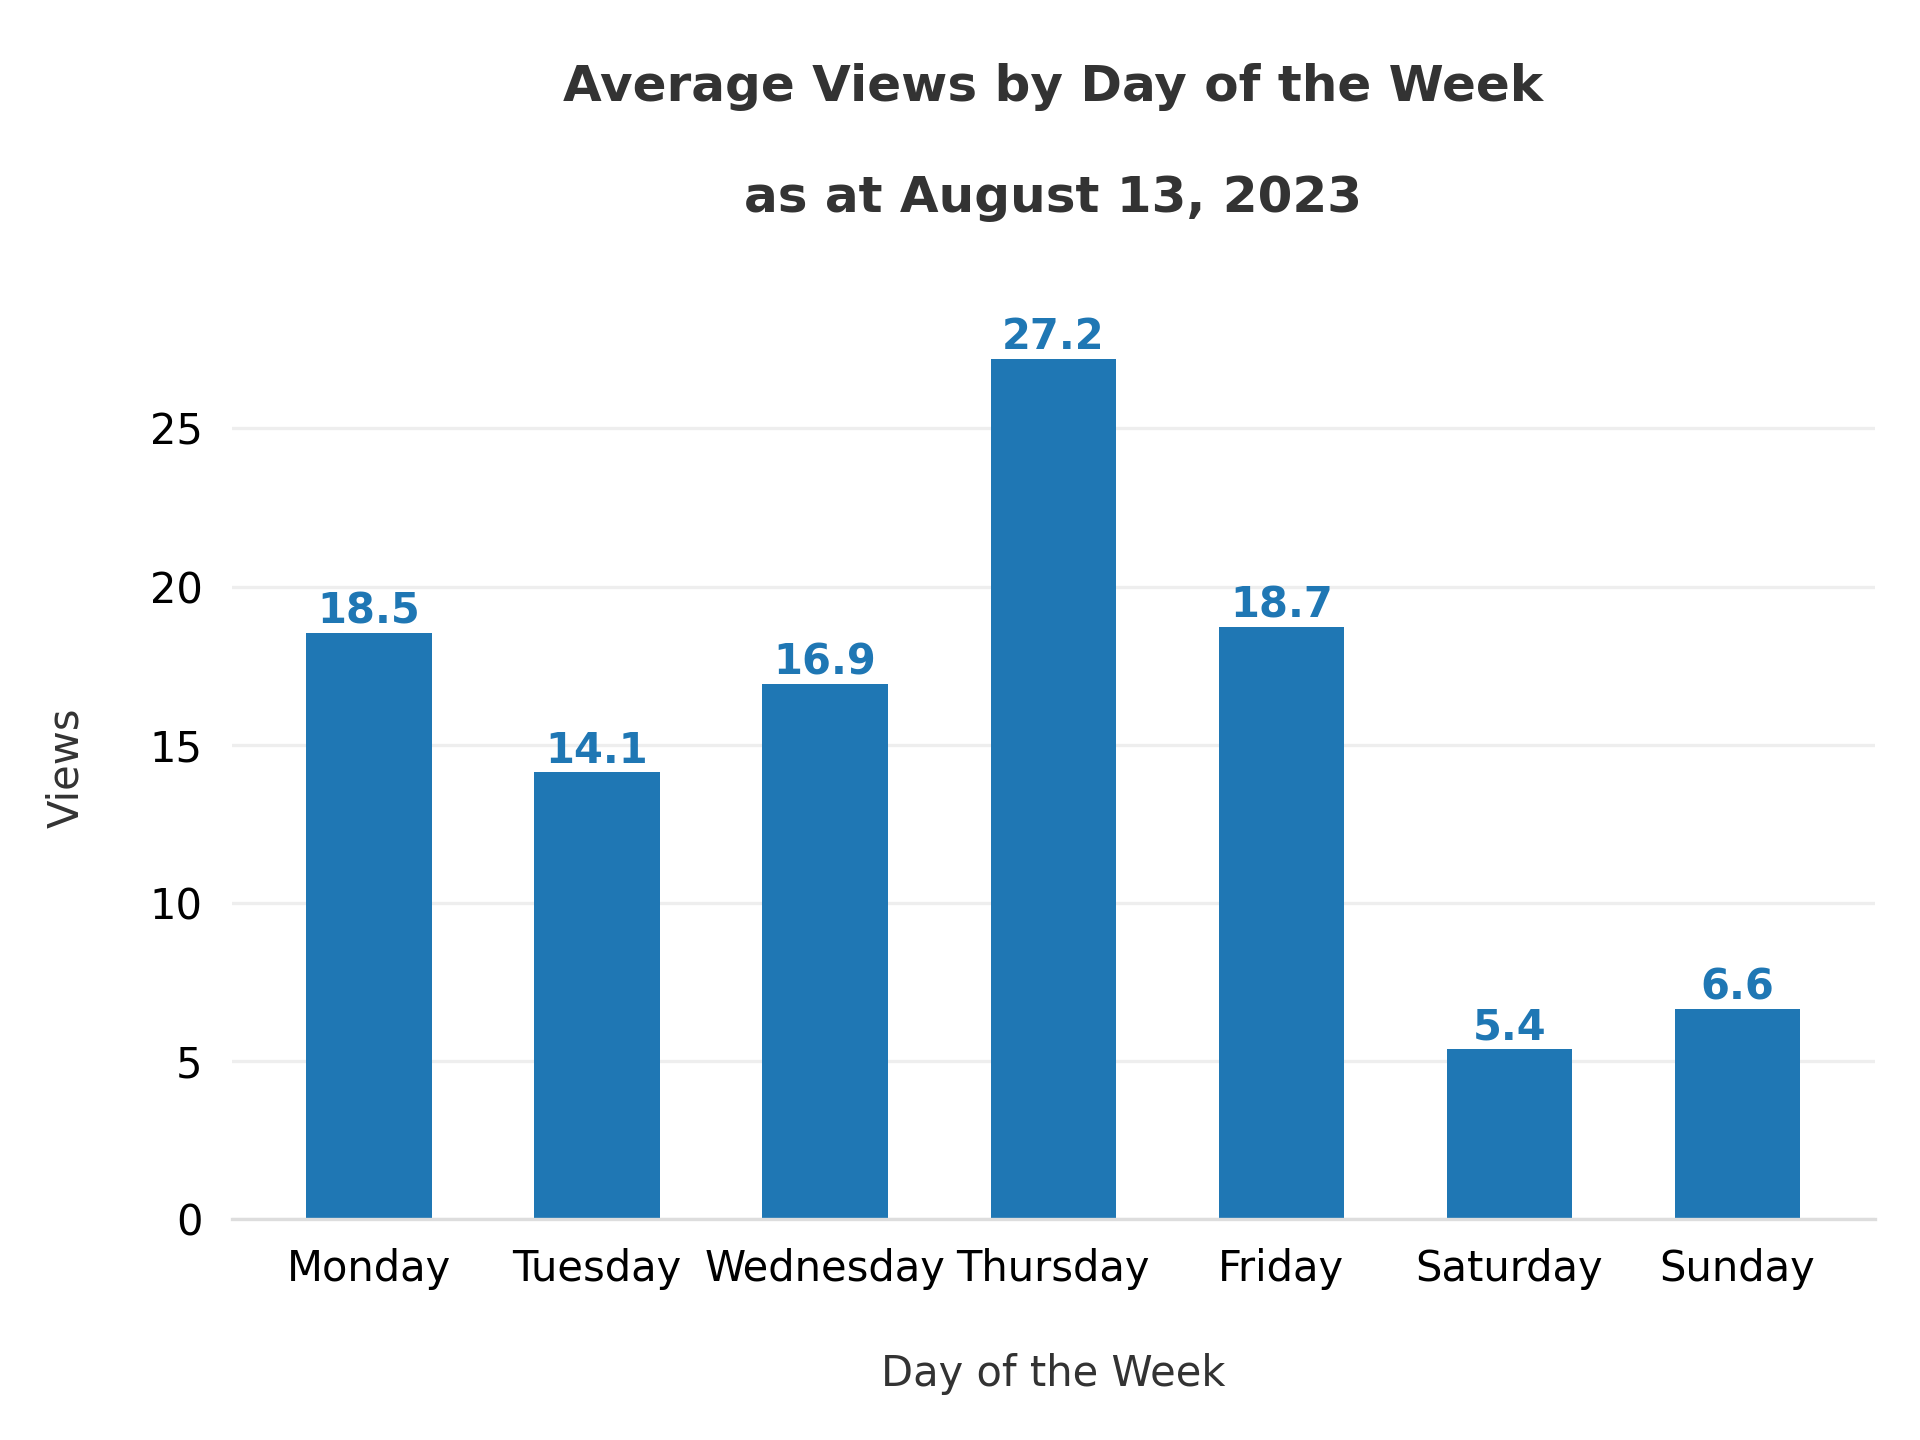 Average Views by Day of the Week
as at August 13, 2023
27.2
25
20
18.5
18.7
16.9
15
14.1
10
6.6
5.4
5
0
Views
Monday Tuesday Wednesday Thursday Friday Saturday Sunday
Day of the Week